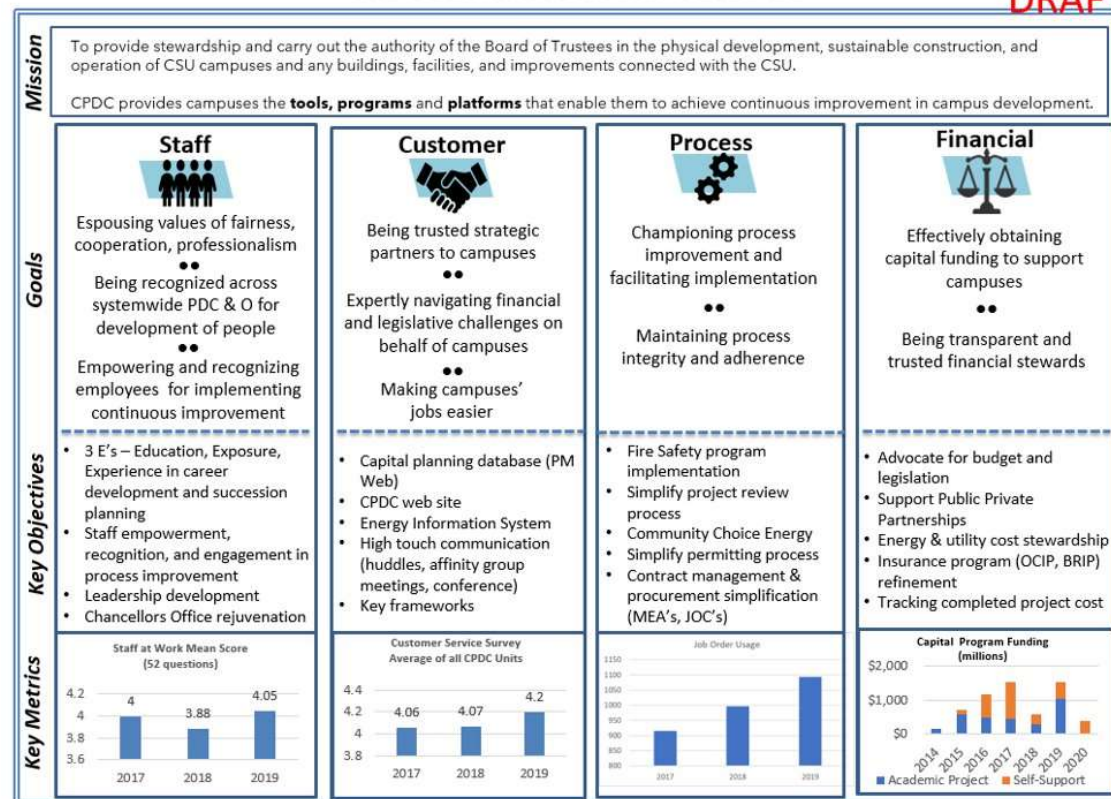 DRAF
Mission
To provide stewardship and carry out the authority of the Board of Trustees in the physical development, sustainable construction, and
operation of CSU campuses and any buildings, facilities, and improvements connected with the CSU.
CPDC provides campuses the tools, programs and platforms that enable them to achieve continuous improvement in campus development.
Goals
Staff
Espousing values of fairness,
cooperation, professionalism
Being recognized across
systemwide PDC & O for
development of people
Empowering and recognizing
employees for implementing
continuous improvement
Customer
Being trusted strategic
partners to campuses
Expertly navigating financial
and legislative challenges on
behalf of campuses
Making campuses'
jobs easier
Process
Championing process
improvement and
facilitating implementation
Maintaining process
integrity and adherence
Financial
Effectively obtaining
capital funding to support
campuses
Being transparent and
trusted financial stewards
Key Objectives
• 3 E's – Education, Exposure,
Experience in career
development and succession
planning
• Staff empowerment,
recognition, and engagement in
process improvement
• Leadership development
• Chancellors Office rejuvenation
• Capital planning database (PM
Web)
• CPDC web site
• Energy Information System
• High touch communication
(huddles, affinity group
meetings, conference)
• Key frameworks
• Fire Safety program
implementation
• Simplify project review
process
• Community Choice Energy
• Simplify permitting process
• Contract management &
procurement simplification
(MEA's, JOC's)
• Advocate for budget and
legislation
• Support Public Private
Partnerships
• Energy & utility cost stewardship
• Insurance program (OCIP, BRIP)
refinement
• Tracking completed project cost
Key Metrics
Staff at Work Mean Score
(52 questions)
4.2
4
3.8
3.6
4
3.88
4.05
2017 2018 2019
Customer Service Survey
Average of all CPDC Units
4.4
4.2
4
3.8
4.06
4.07
4.2
2017 2018 2019
Job Order Usage
1150
1100
1050
1000
950
900
850
800
2017 2018 2019
Capital Program Funding
(millions)
$2,000
$1,000
$0
2014 2015 2016 2017 2018 2019 2020
Academic Project Self-Support